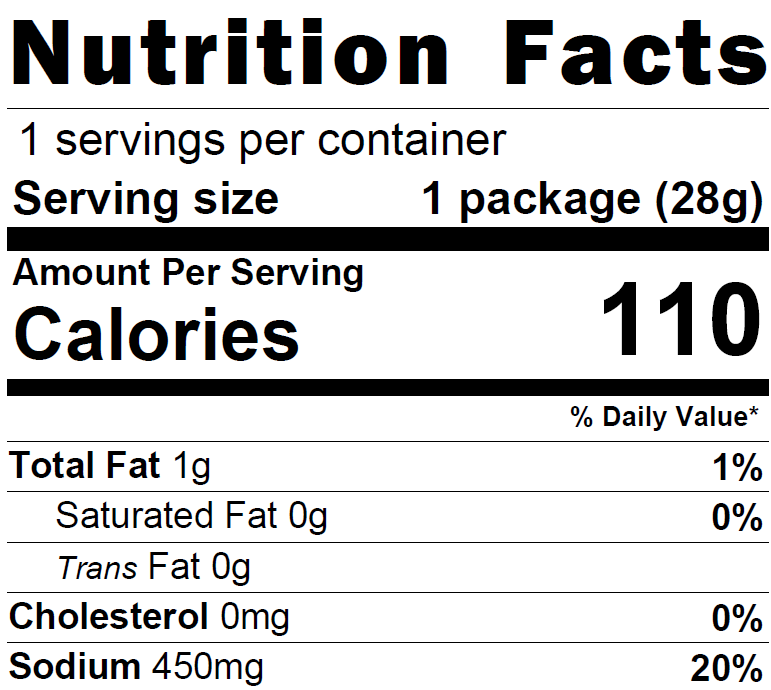 Nutrition Facts
1 servings per container
Serving size 1 package (28g)
Amount Per Serving
Calories 110
% Daily Value*
Total Fat 1g 1%
Saturated Fat 0g 0%
Trans Fat 0g
Cholesterol 0mg 0%
Sodium 450mg 20%